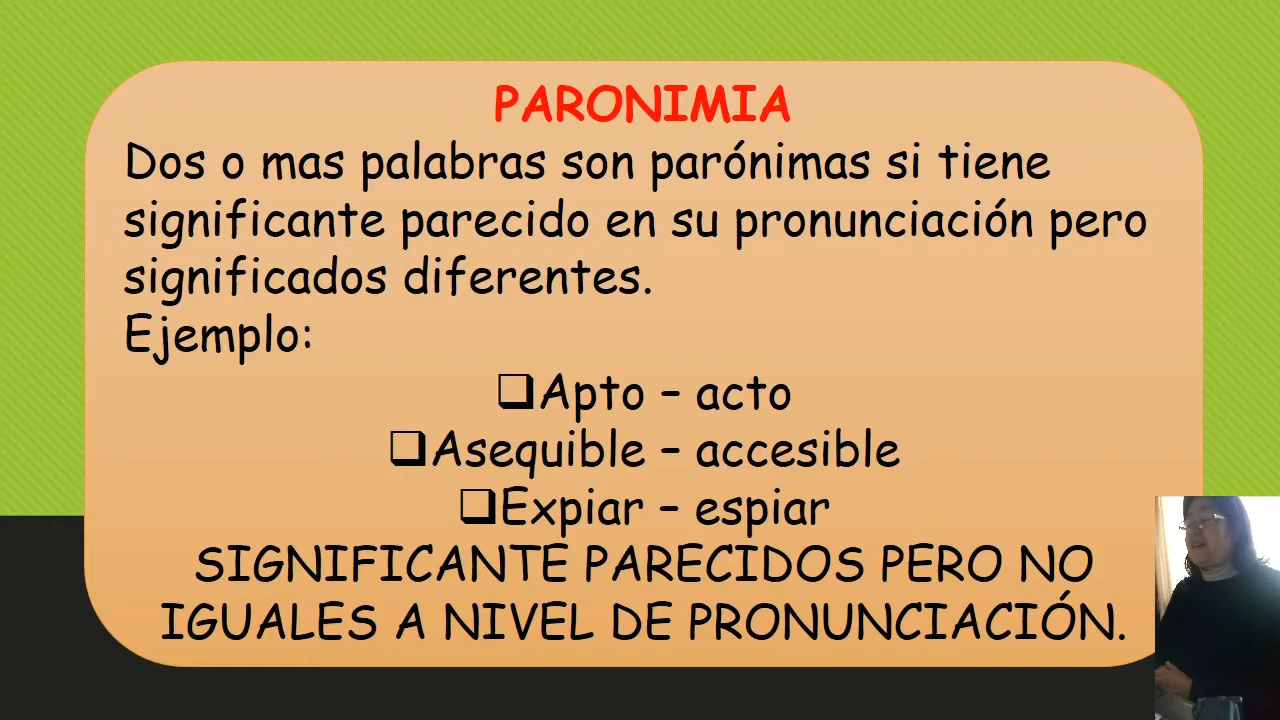 PARONIMIA
Dos o mas palabras son parónimas si tiene
significante parecido en su pronunciación pero
significados diferentes.
Ejemplo:
❑Apto – acto
❑Asequible – accesible
❑Expiar – espiar
SIGNIFICANTE PARECIDOS PERO NO
IGUALES A NIVEL DE PRONUNCIACIÓN.